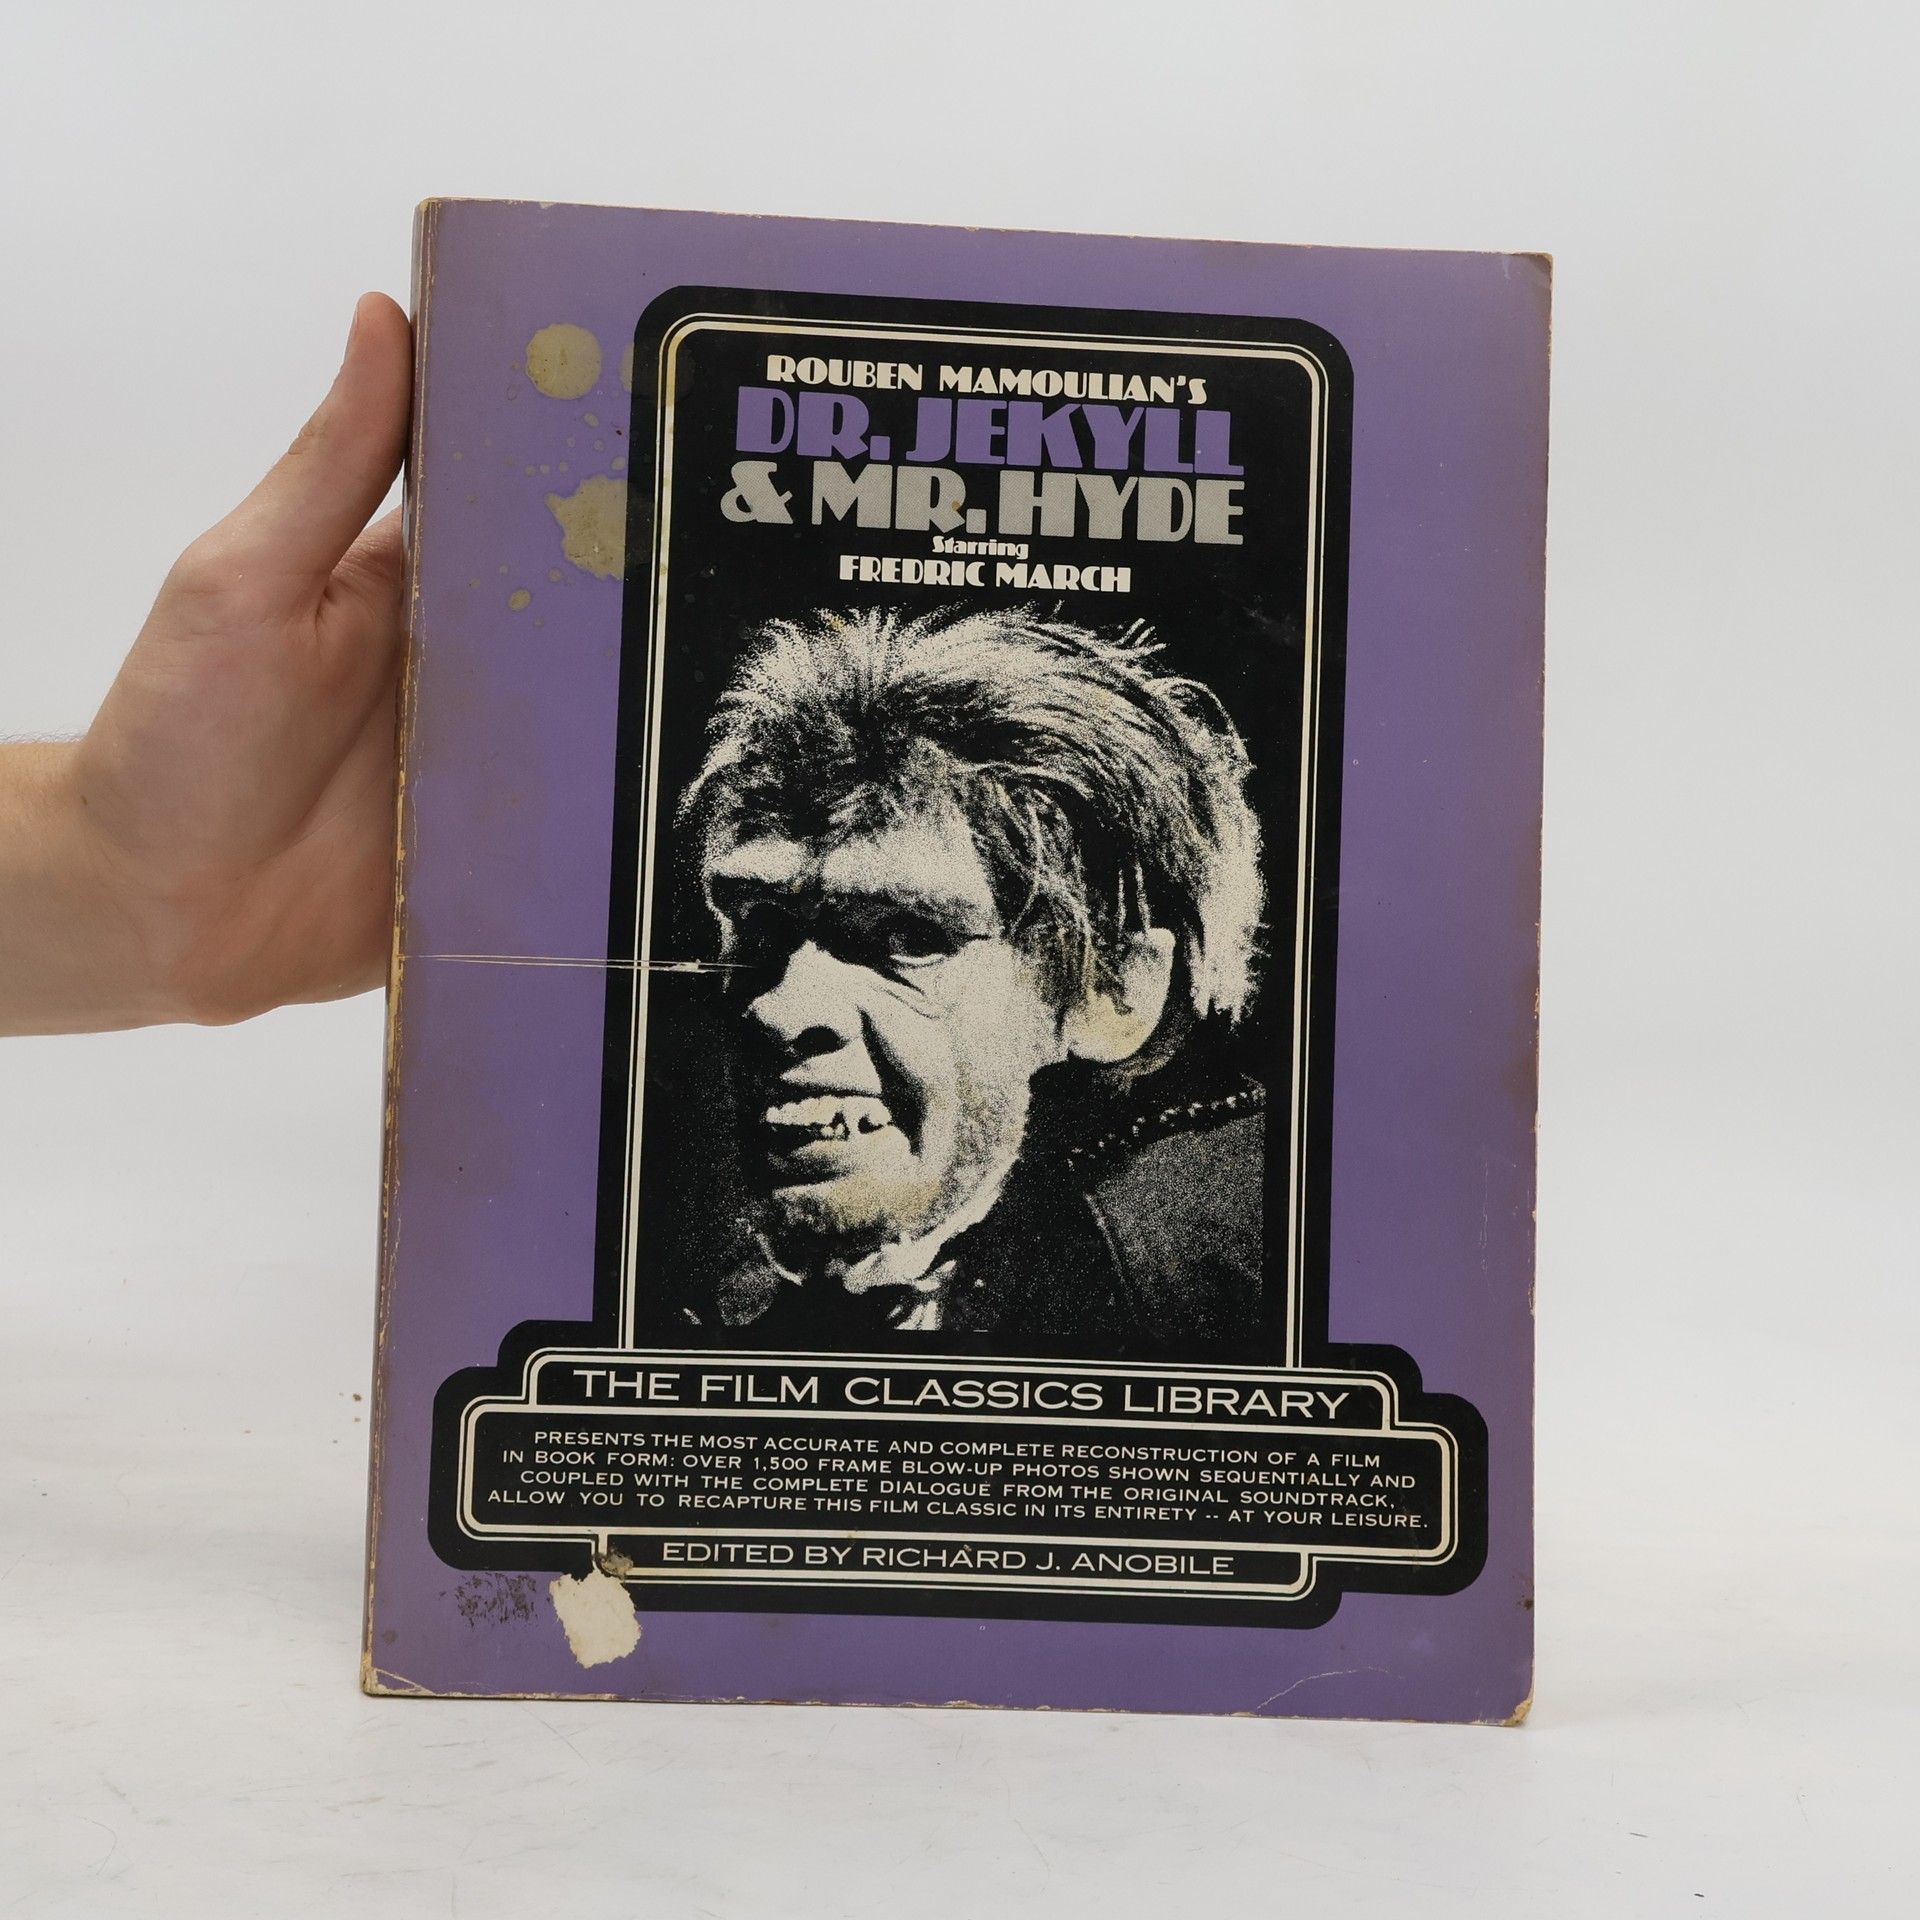 ROUBEN MAMOULIAN'S
DR. JEKYLL
& MR. HYDE
Starring
FREDRIC MARCH
THE FILM CLASSICS LIBRARY
PRESENTS THE MOST ACCURATE AND COMPLETE RECONSTRUCTION OF A FILM
IN BOOK FORM: OVER 1,500 FRAME BLOW-UP PHOTOS SHOWN SEQUENTIALLY AND
COUPLED WITH THE COMPLETE DIALOGUE FROM THE ORIGINAL SOUNDTRACK,
ALLOW YOU TO RECAPTURE THIS FILM CLASSIC IN ITS ENTIRETY -- AT YOUR LEISURE.
EDITED BY RICHARD J. ANOBILE